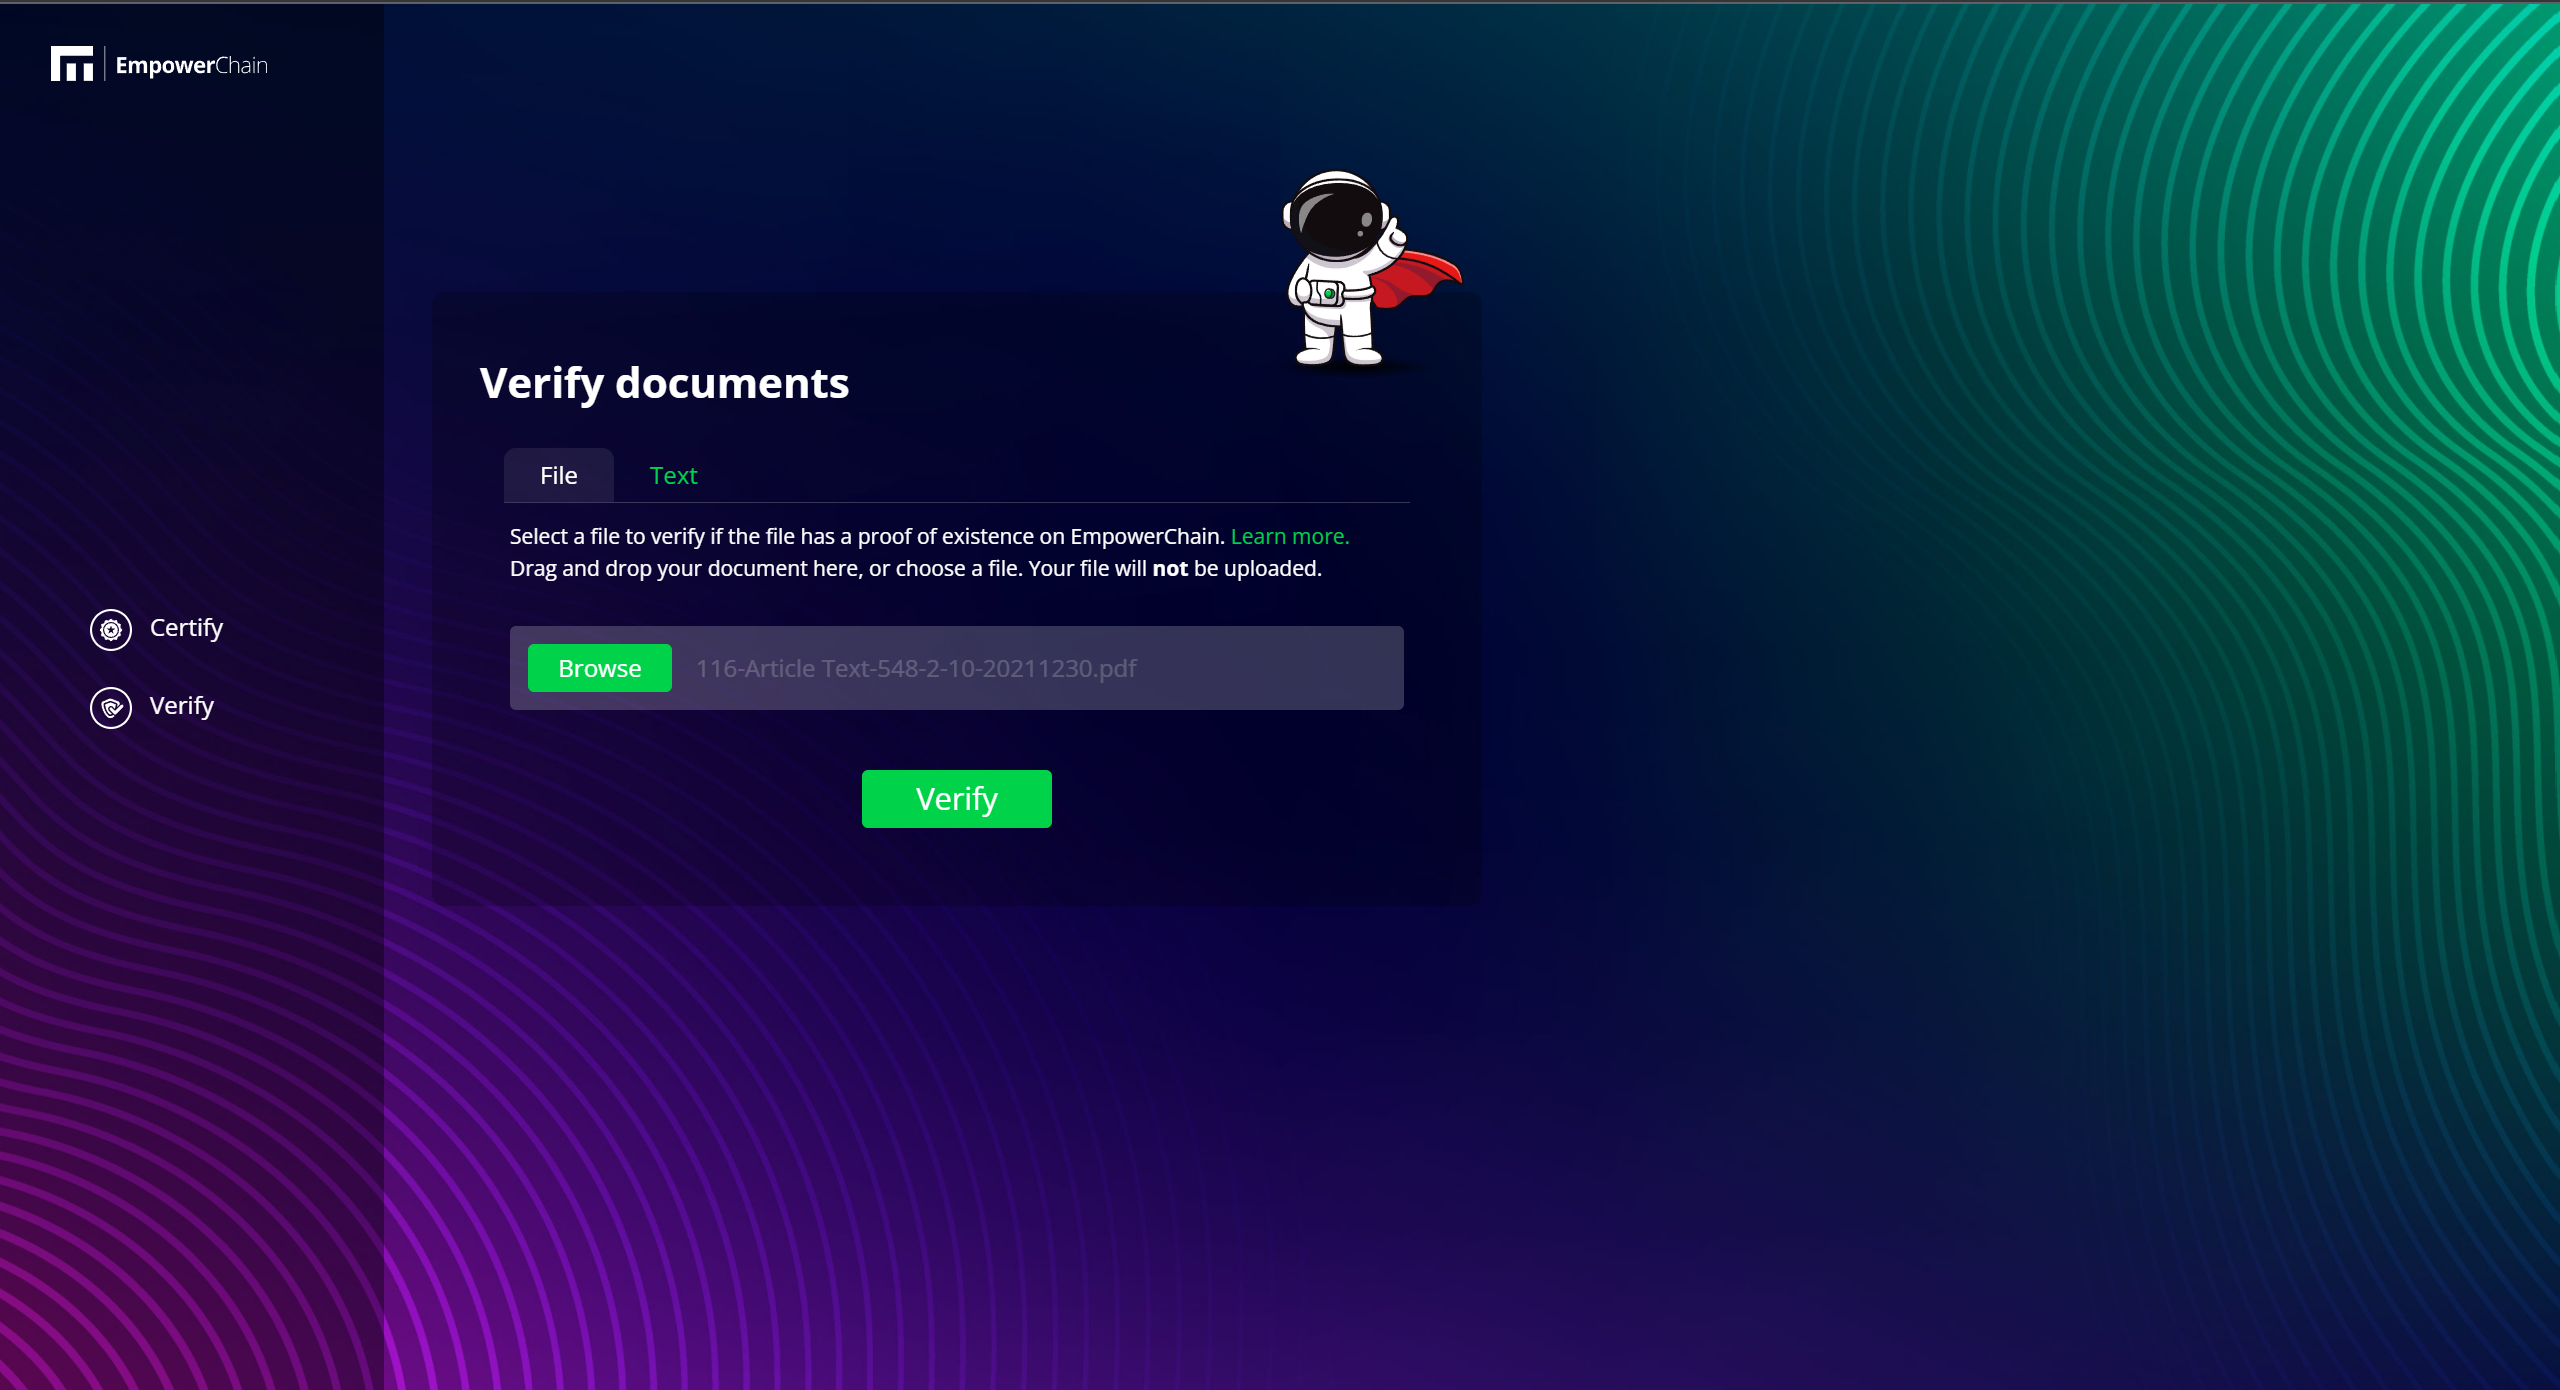 EmpowerChain
Certify
Verify
Verify documents
File
Text
Select a file to verify if the file has a proof of existence on EmpowerChain. Learn more.
Drag and drop your document here, or choose a file. Your file will not be uploaded.
Browse
116-Article Text-548-2-10-20211230.pdf
Verify